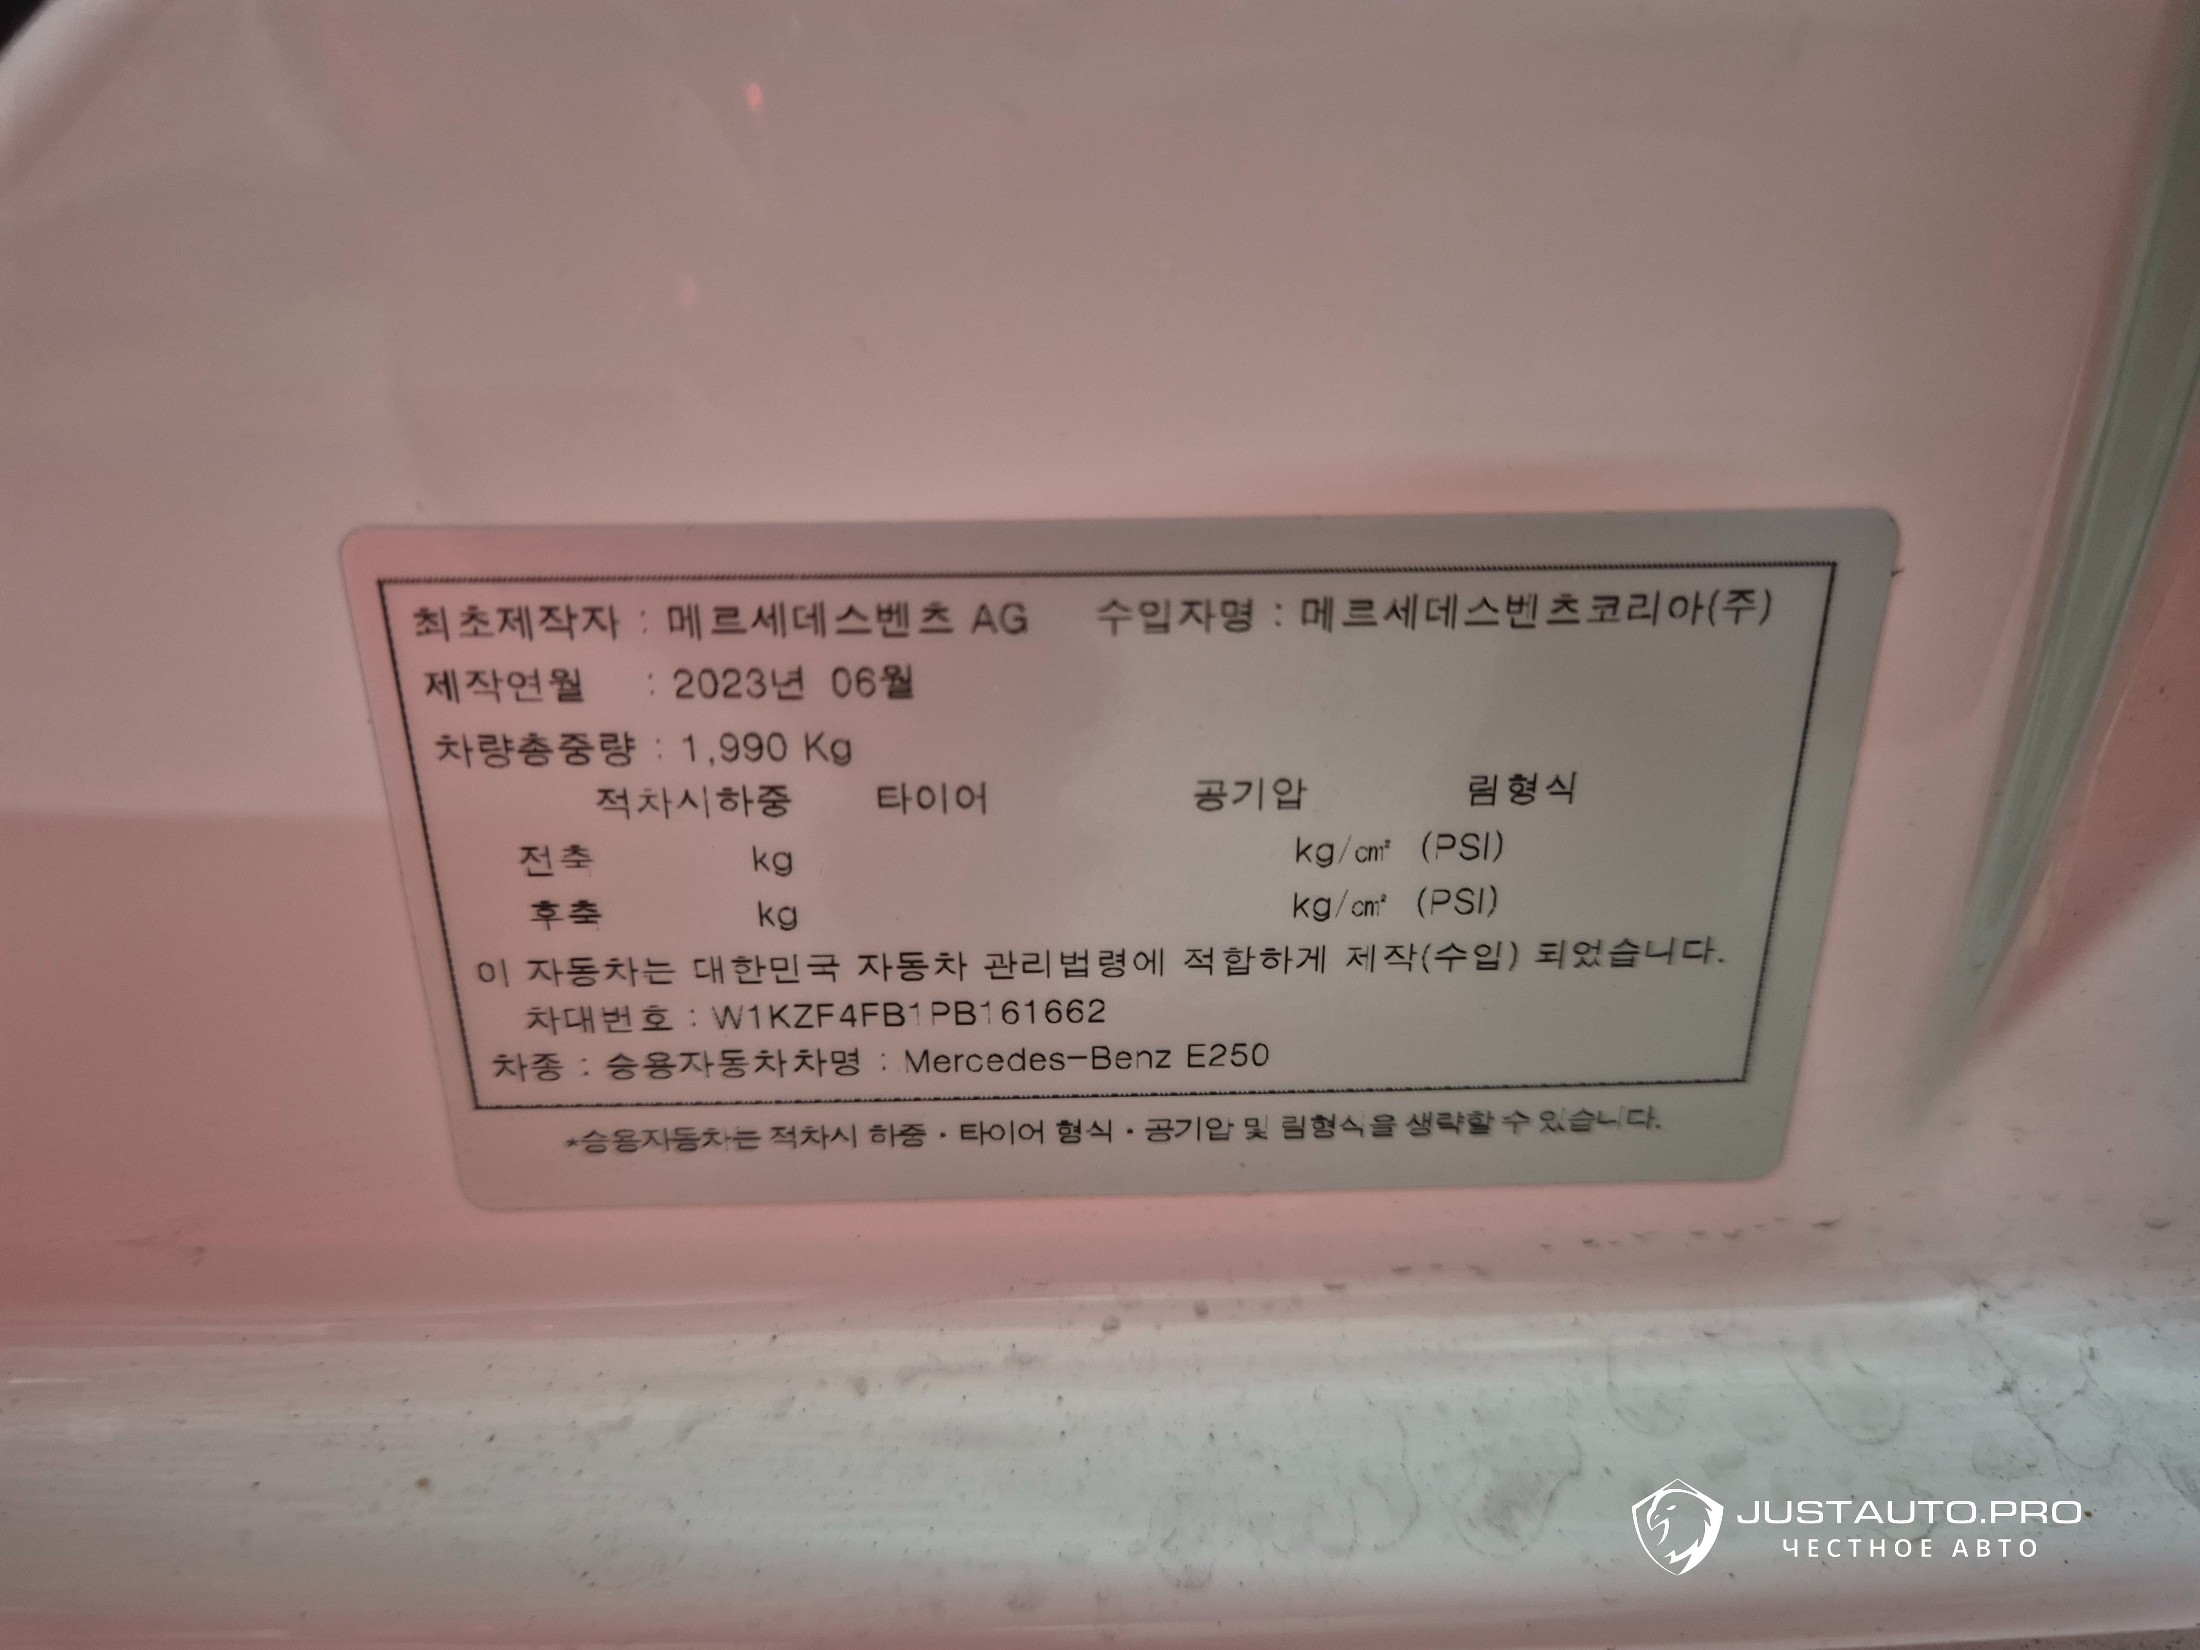 최초제작자 : 메르세데스벤츠 AG 수입자명 : 메르세데스벤츠코리아(주)
제작연월 : 2023년 06월
차량총중량 : 1,990 Kg
적차시하중 타이어 공기압 림형식
전축 kg kg/㎠ (PSI)
후축 kg kg/㎠ (PSI)
이 자동차는 대한민국 자동차 관리법령에 적합하게 제작(수입) 되었습니다.
차대번호 : W1KZF4FB1PB161662
차종 : 승용자동차차명 : Mercedes-Benz E250
*승용자동차는 적차시 하중·타이어 형식·공기압 및 림형식을 생략할 수 있습니다.
JUSTAUTO.PRO
ЧЕСТНОЕ АВТО